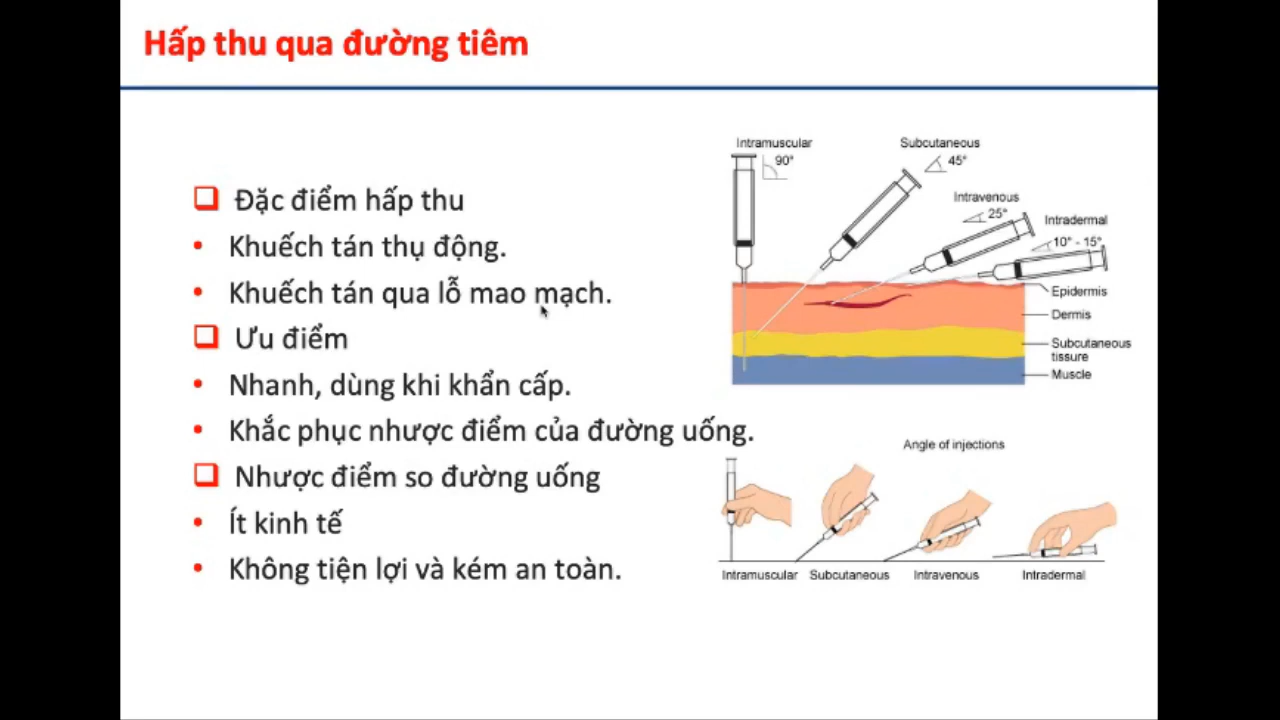 Hấp thu qua đường tiêm
Đặc điểm hấp thu
Khuếch tán thụ động.
Khuếch tán qua lỗ mao mạch.
Ưu điểm
Nhanh, dùng khi khẩn cấp.
Khắc phục nhược điểm của đường uống.
Nhược điểm so đường uống
Ít kinh tế
Không tiện lợi và kém an toàn.
Intramuscular
90°
Subcutaneous
45°
Intravenous
25°
Intradermal
10° - 15°
Epidermis
Dermis
Subcutaneous
tissure
Muscle
Angle of injections
Intramuscular
Subcutaneous
Intravenous
Intradermal